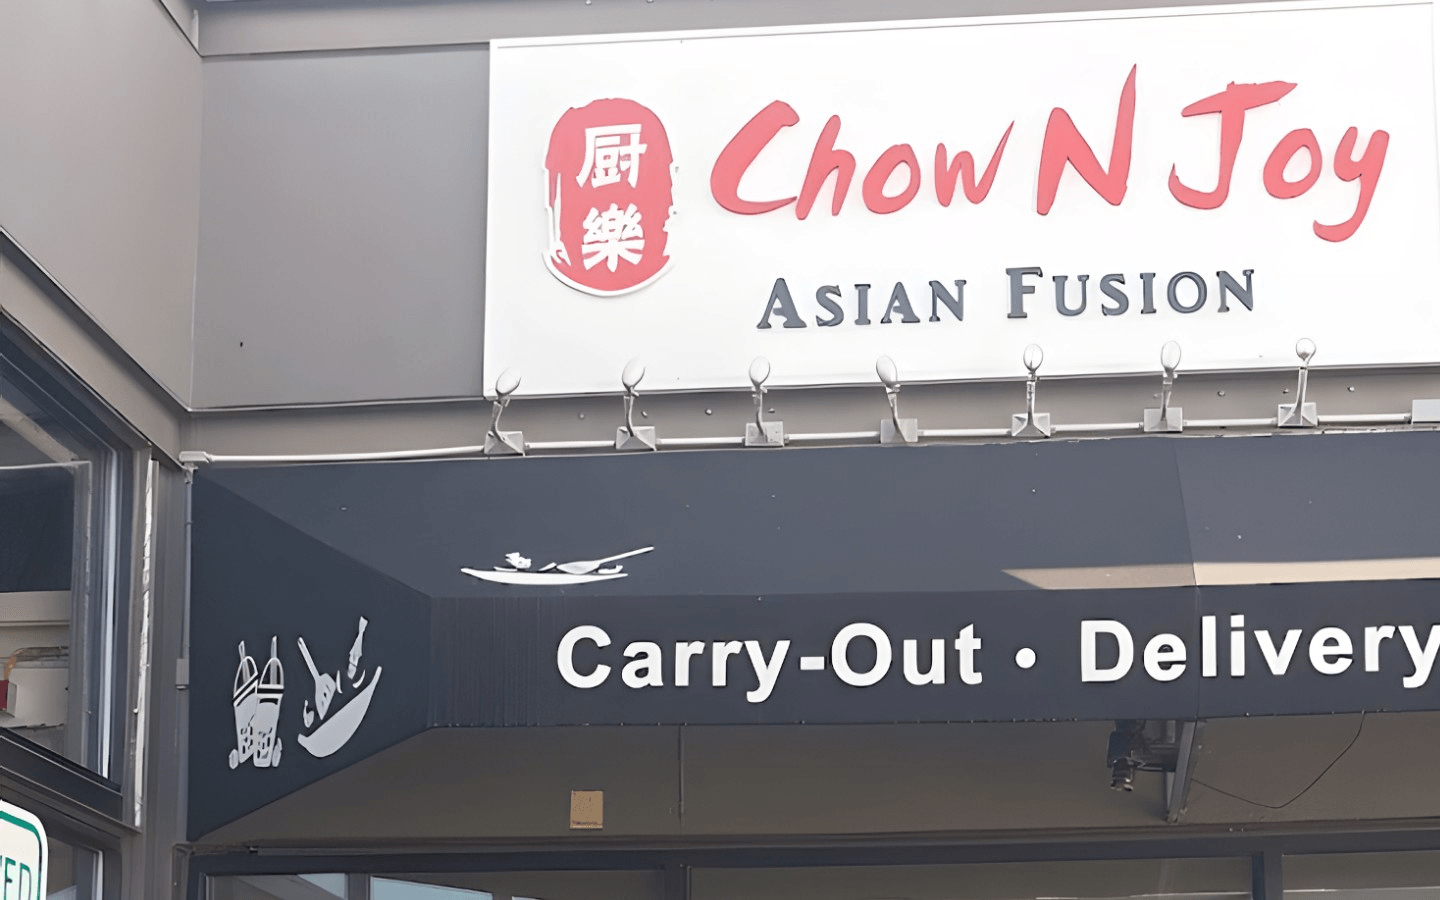 厨
樂
Chow N Joy
ASIAN FUSION
Carry-Out • Delivery